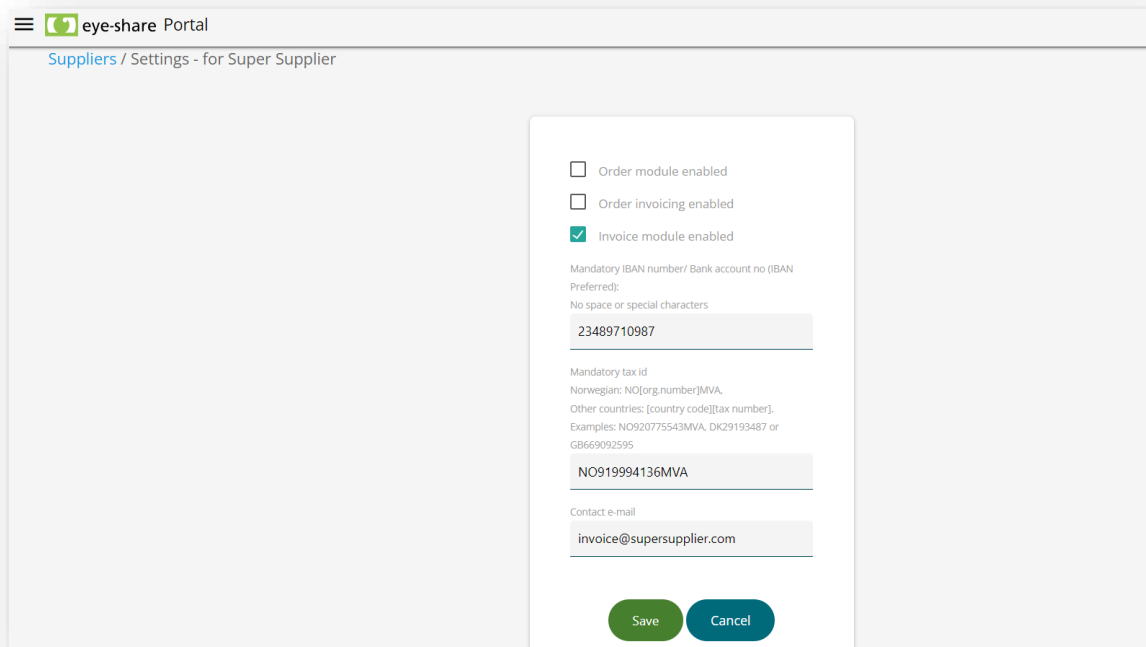 eye-share Portal
Suppliers / Settings - for Super Supplier
Order module enabled
Order invoicing enabled
Invoice module enabled
Mandatory IBAN number/ Bank account no (IBAN
Preferred):
No space or special characters
23489710987
Mandatory tax id
Norwegian: NO[org.number]MVA,
Other countries: [country code][tax number].
Examples: NO920775543MVA, DK29193487 or
GB669092595
NO919994136MVA
Contact e-mail
invoice@supersupplier.com
Save Cancel